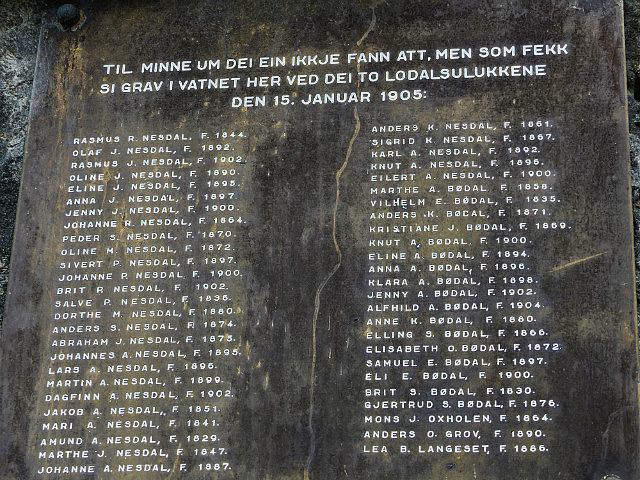 TIL MINNE UM DEI EIN IKKJE FANN ATT, MEN SOM FEKK
SI GRAV I VATNET HER VED DEI TO LODALSULUKKENE
DEN 15. JANUAR 1905:
RASMUS R. NESDAL, F. 1844.
OLAF J. NESDAL, F. 1892.
RASMUS J. NESDAL, F. 1902.
OLINE J. NESDAL, F. 1890.
ELINE J. NESDAL, F. 1895.
ANNA J. NESDAL, F. 1897.
JENNY J. NESDAL, F. 1900.
JOHANNE R. NESDAL, F. 1864.
PEDER S. NESDAL, F. 1870.
OLINE M. NESDAL, F. 1872.
SIVERT P. NESDAL, F. 1897.
JOHANNE P. NESDAL, F. 1900.
BRIT P. NESDAL, F. 1902.
SALVE P. NESDAL, F. 1836.
DORTHE M. NESDAL, F. 1880.
ANDERS S. NESDAL, F. 1874.
ABRAHAM J. NESDAL, F. 1875.
JOHANNES A. NESDAL, F. 1895.
LARS A. NESDAL, F. 1896.
MARTIN A. NESDAL, F. 1899.
DAGFINN A. NESDAL, F. 1902.
JAKOB A. NESDAL, F. 1851.
MARI A. NESDAL, F. 1841.
AMUND A. NESDAL, F. 1829.
MARTHE J. NESDAL, F. 1847.
JOHANNE A. NESDAL, F. 1887.
ANDERS K. NESDAL, F. 1861.
SIGRID K. NESDAL, F. 1867.
KARL A. NESDAL, F. 1892.
KNUT A. NESDAL, F. 1896.
EILERT A. NESDAL, F. 1900.
MARTHE A. BØDAL, F. 1858.
VILHELM E. BØDAL, F. 1835.
ANDERS K. BØDAL, F. 1871.
KRISTIANE J. BØDAL, F. 1869.
KNUT A. BØDAL. F. 1900.
ELINE A. BØDAL, F. 1894.
ANNA A. BØDAL, F. 1896.
KLARA A. BØDAL, F. 1898.
JENNY A. BØDAL, F. 1902.
ALFHILD A. BØDAL, F. 1904.
ANNE K. BØDAL, F. 1880.
ELLING S. BØDAL, F. 1866.
ELISABETH O. BØDAL, F. 1872.
SAMUEL E. BØDAL, F. 1897.
ELI E. BØDAL, F. 1900.
BRIT S. BØDAL, F. 1830.
GJERTRUD S. BØDAL, F. 1876.
MONS J. OXHOLEN, F. 1864.
ANDERS O. GROV, F. 1890.
LEA B. LANGESET, F. 1886.